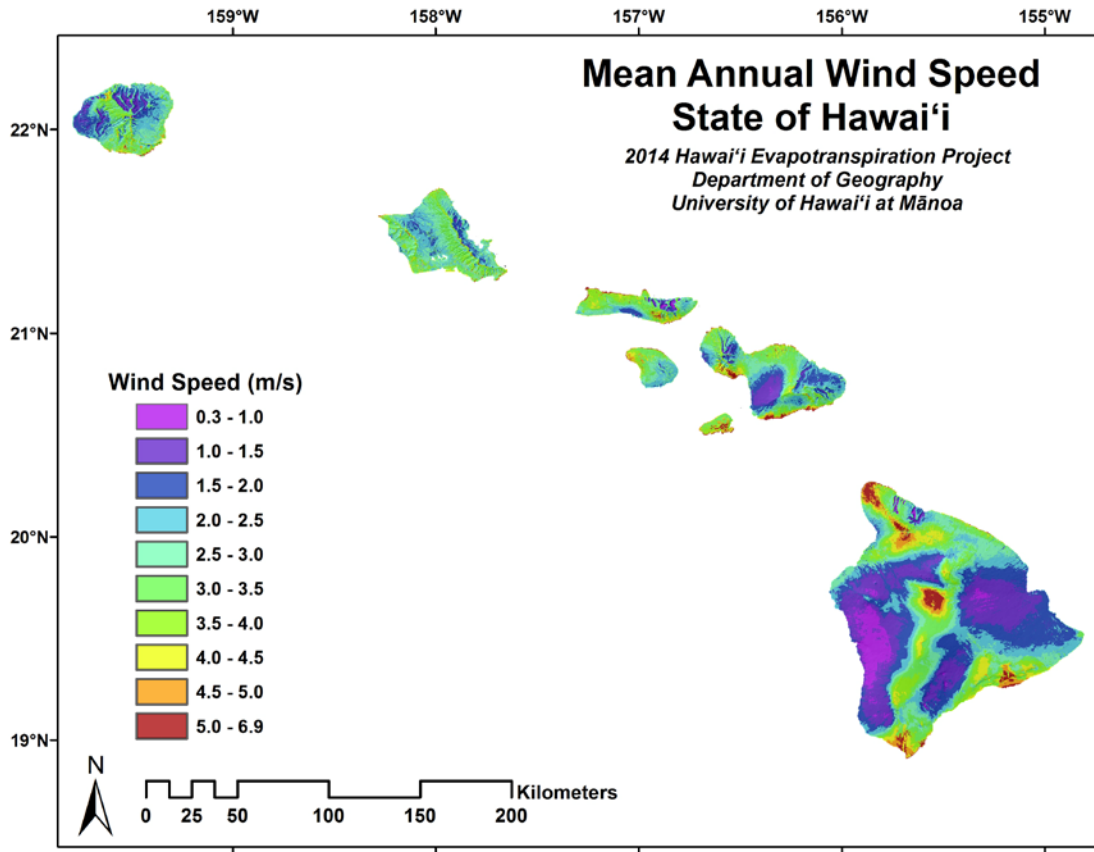 159°W 158°W 157°W 156°W 155°W
Mean Annual Wind Speed
State of Hawai‘i
2014 Hawai‘i Evapotranspiration Project
Department of Geography
University of Hawai‘i at Mānoa
22°N
21°N
20°N
19°N
Wind Speed (m/s)
0.3 - 1.0
1.0 - 1.5
1.5 - 2.0
2.0 - 2.5
2.5 - 3.0
3.0 - 3.5
3.5 - 4.0
4.0 - 4.5
4.5 - 5.0
5.0 - 6.9
N
Kilometers
0 25 50 100 150 200